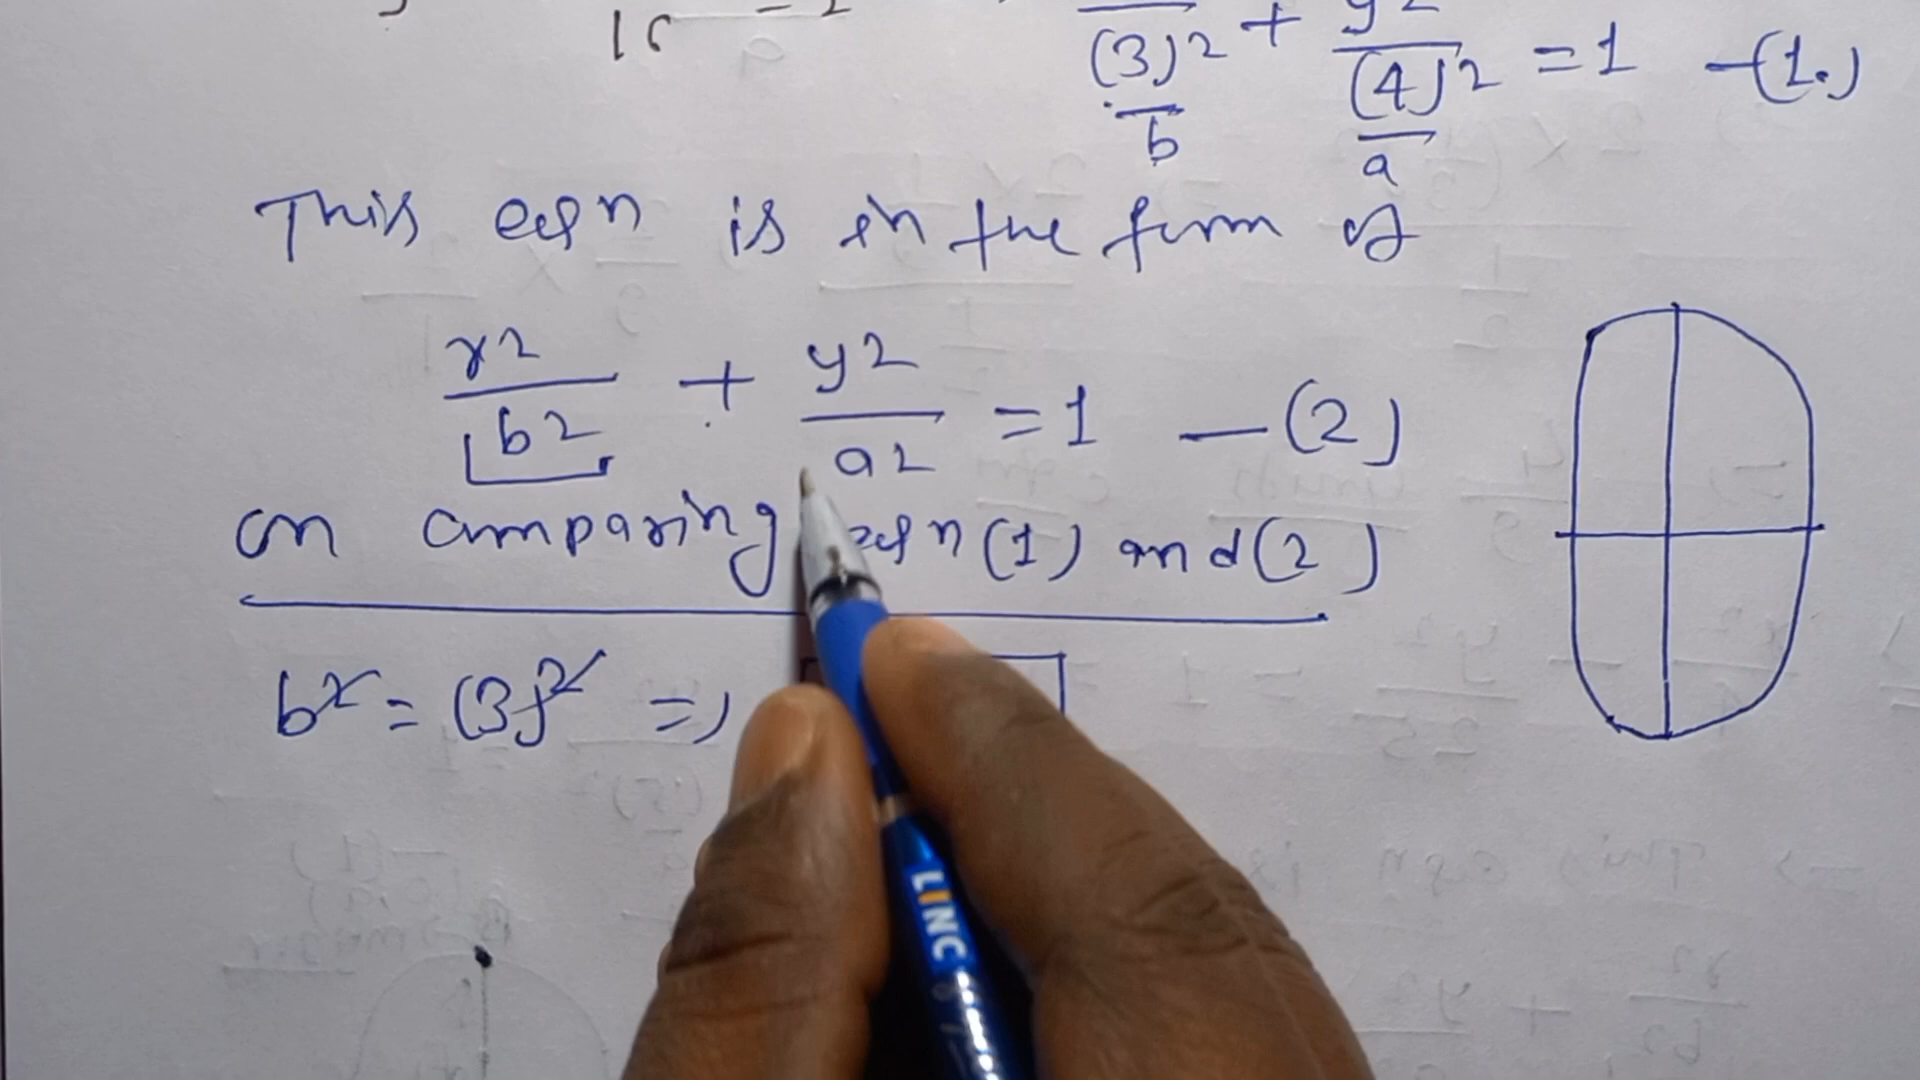 (3)² + (4)² = 1 —(1.)
b a
This eqn is in the form of
x²/b² + y²/a² = 1 —(2)
on comparing eqn (1) and (2)
b² = (3)² =)
LINC